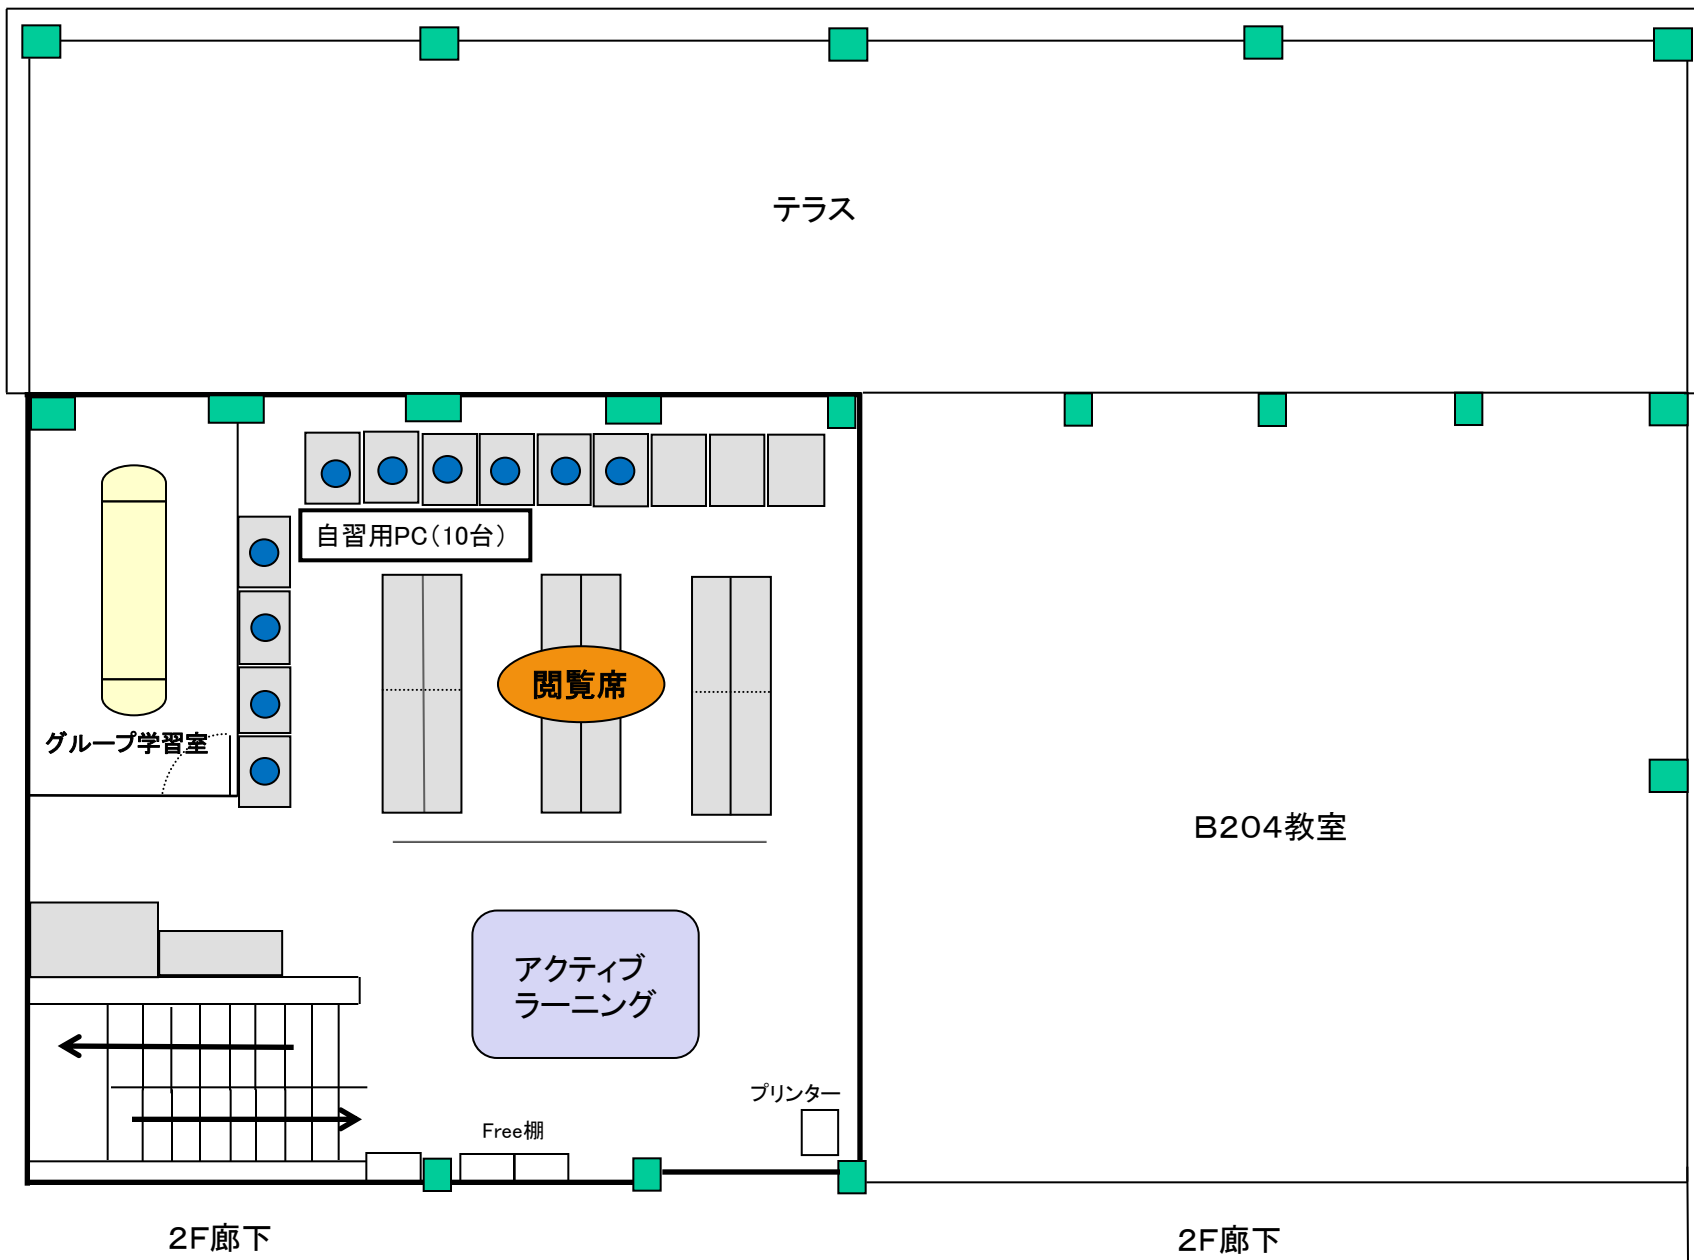 テラス
自習用PC(10台)
閲覧席
グループ学習室
B204教室
アクティブ
ラーニング
プリンター
Free棚
2F廊下
2F廊下